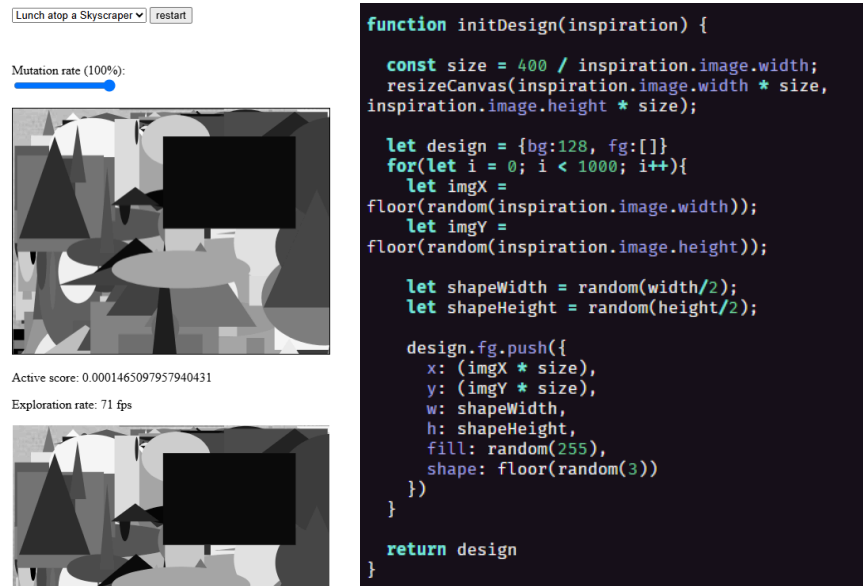 Lunch atop a Skyscraper
restart
Mutation rate (100%):
Active score: 0.0001465097957940431
Exploration rate: 71 fps
function initDesign(inspiration) {
const size = 400 / inspiration.image.width;
resizeCanvas(inspiration.image.width * size,
inspiration.image.height * size);
let design = {bg:128, fg:[]}
for(let i = 0; i < 1000; i++){
let imgX =
floor(random(inspiration.image.width));
let imgY =
floor(random(inspiration.image.height));
let shapeWidth = random(width/2);
let shapeHeight = random(height/2);
design.fg.push({
x: (imgX * size),
y: (imgY * size),
w: shapeWidth,
h: shapeHeight,
fill: random(255),
shape: floor(random(3))
})
}
return design
}